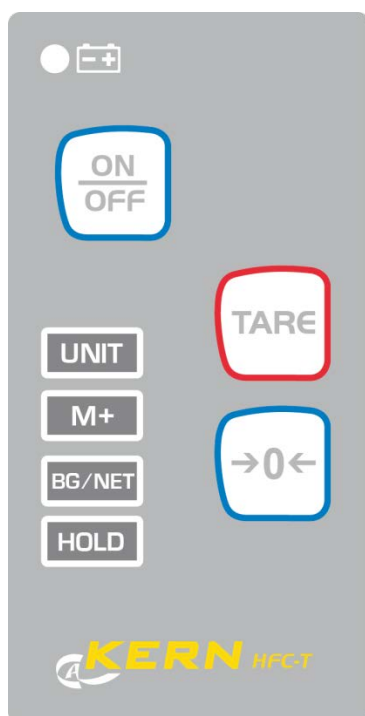 ON
OFF
TARE
UNIT
M+
→0←
BG/NET
HOLD
KERN HFC-T